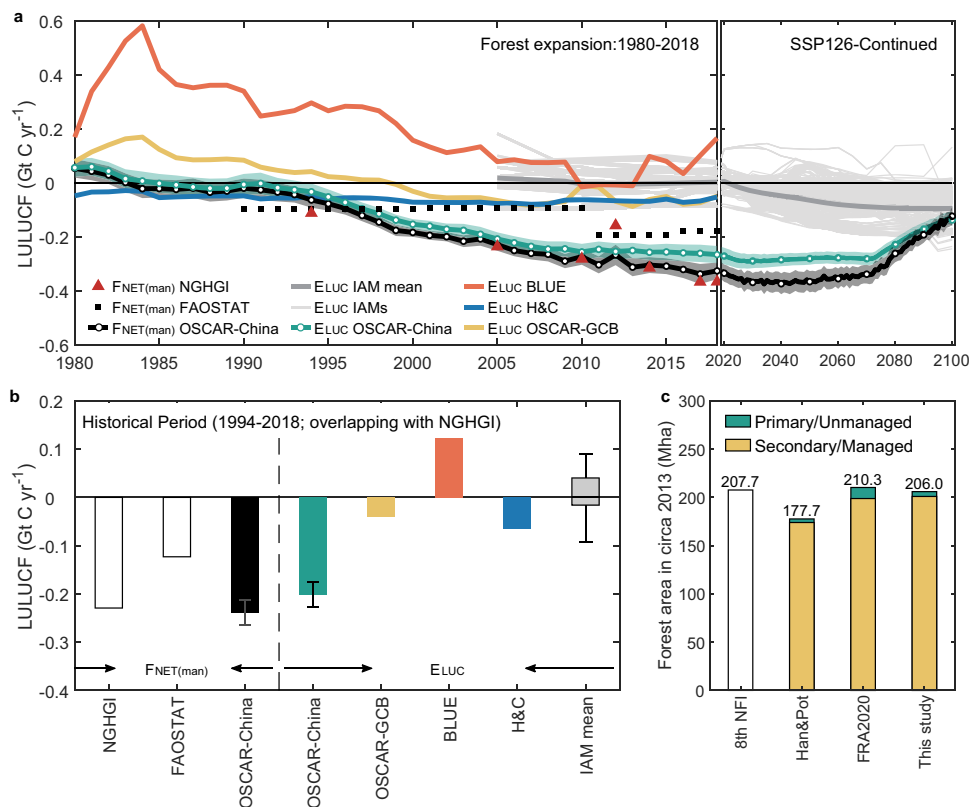 a
Forest expansion:1980-2018
SSP126-Continued
LULUCF (Gt C yr-1)
0.6
0.4
0.2
0
-0.2
-0.4
-0.6
FNET(man) NGHGI
FNET(man) FAOSTAT
FNET(man) OSCAR-China
ELUC IAM mean
ELUC IAMs
ELUC OSCAR-China
ELUC BLUE
ELUC H&C
ELUC OSCAR-GCB
1980 1985 1990 1995 2000 2005 2010 2015 2020 2040 2060 2080 2100
b
Historical Period (1994-2018; overlapping with NGHGI)
LULUCF (Gt C yr-1)
0.2
0.1
0
-0.1
-0.2
-0.3
-0.4
FNET(man)
ELUC
NGHGI
FAOSTAT
OSCAR-China
OSCAR-China
OSCAR-GCB
BLUE
H&C
IAM mean
c
Forest area in circa 2013 (Mha)
300
250
200
150
100
50
0
Primary/Unmanaged
Secondary/Managed
207.7
177.7
210.3
206.0
8th NFI
Han&Pot
FRA2020
This study